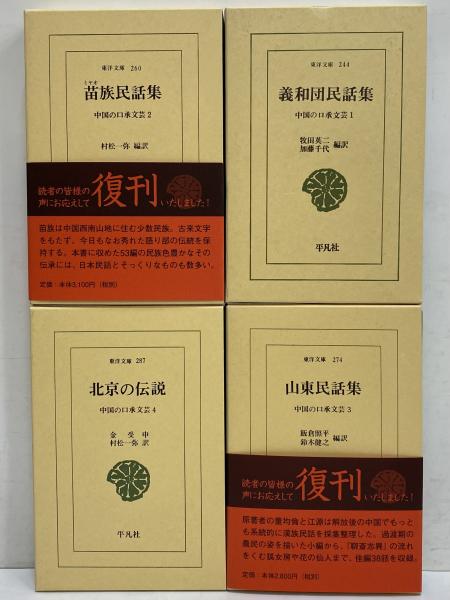 東洋文庫 260
ミヤオ
苗族民話集
中国の口承文芸 2
村松一弥 編訳
読者の皆様の
声にお応えして
復刊
いたしました!
苗族は中国西南山地に住む少数民族。古来文字
をもたず、今日もなお秀れた語り部の伝統を保
持する。本書に収めた53編の民族色豊かなその
伝承には、日本民話とそっくりなものも数多い。
定価:本体3,100円(税別)
東洋文庫 244
義和団民話集
中国の口承文芸 1
牧田英二
加藤千代
編訳
平凡社
東洋文庫 287
北京の伝説
中国の口承文芸 4
金受申
村松一弥 訳
平凡社
東洋文庫 274
山東民話集
中国の口承文芸 3
飯倉照平
鈴木健之
編訳
読者の皆様の
声にお応えして
復刊
いたしました!
原著者の董均倫と江源は解放後の中国でもっと
も系統的に漢族民話を採集整理した。過渡期の
農民の姿を描いた小編から、『聊斎志異』の流れ
をくむ狐女房や花の仙人まで、佳編38話を収録。
定価:本体2,800円(税別)